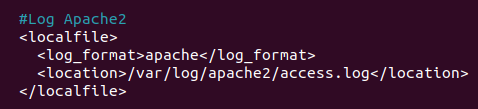 #Log Apache2
<localfile>
  <log_format>apache</log_format>
  <location>/var/log/apache2/access.log</location>
</localfile>